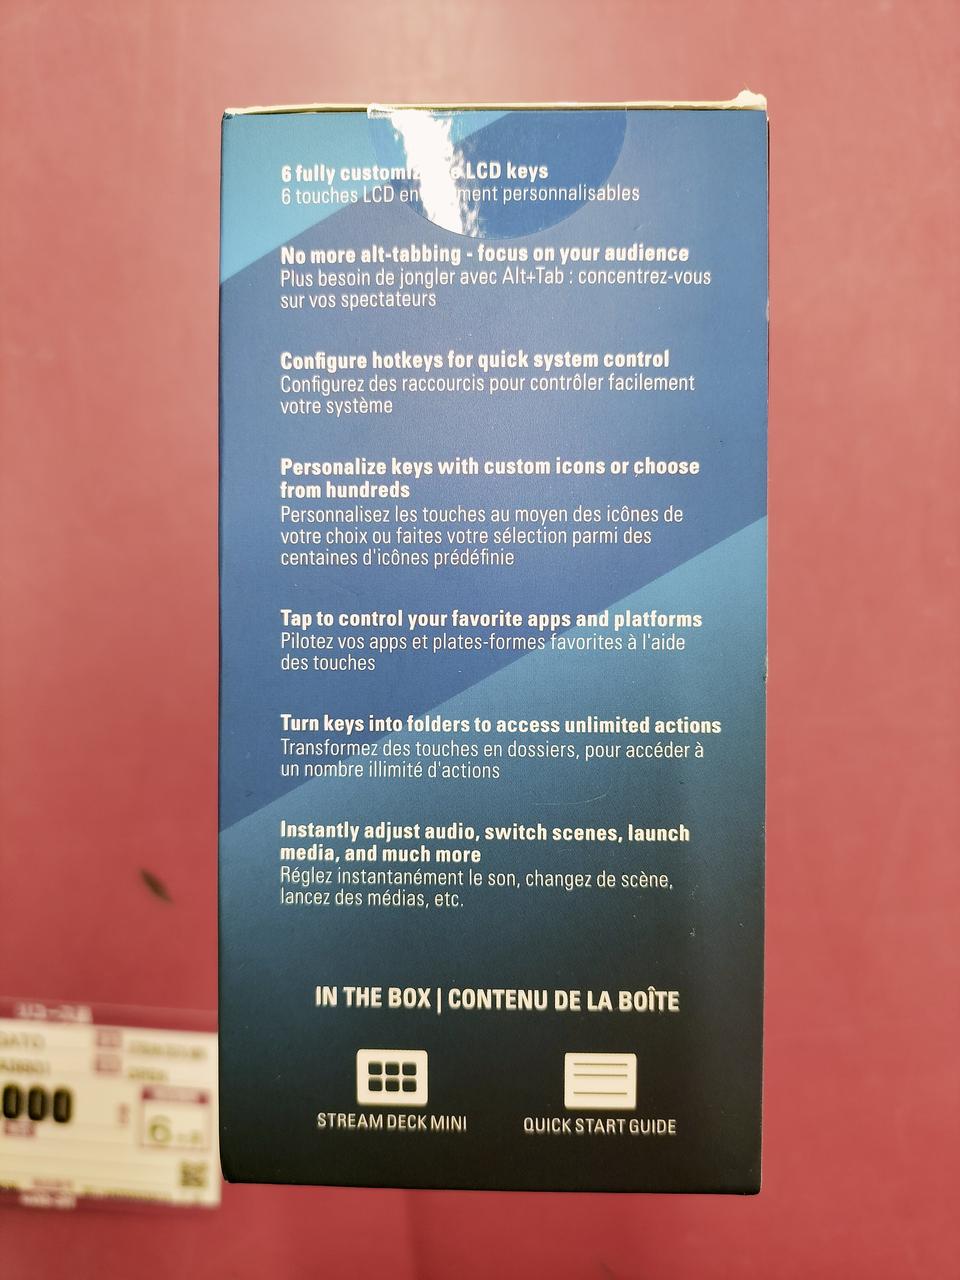 6 fully LCD keys
6 touches LCD personnalisables
No more alt-tabbing - focus on your audience
Plus besoin de jongler avec Alt+Tab : concentrez-vous
sur vos spectateurs
Configure hotkeys for quick system control
Configurez des raccourcis pour contrôler facilement
votre système
Personalize keys with custom icons or choose
from hundreds
Personnalisez les touches au moyen des icônes de
votre choix ou faites votre sélection parmi des
centaines d'icônes prédéfinie
Tap to control your favorite apps and platforms
Pilotez vos apps et plates-formes favorites à l'aide
des touches
Turn keys into folders to access unlimited actions
Transformez des touches en dossiers, pour accéder à
un nombre illimité d'actions
Instantly adjust audio, switch scenes, launch
media, and much more
Réglez instantanément le son, changez de scène,
lancez des médias, etc.
IN THE BOX | CONTENU DE LA BOÎTE
STREAM DECK MINI
QUICK START GUIDE
000
6